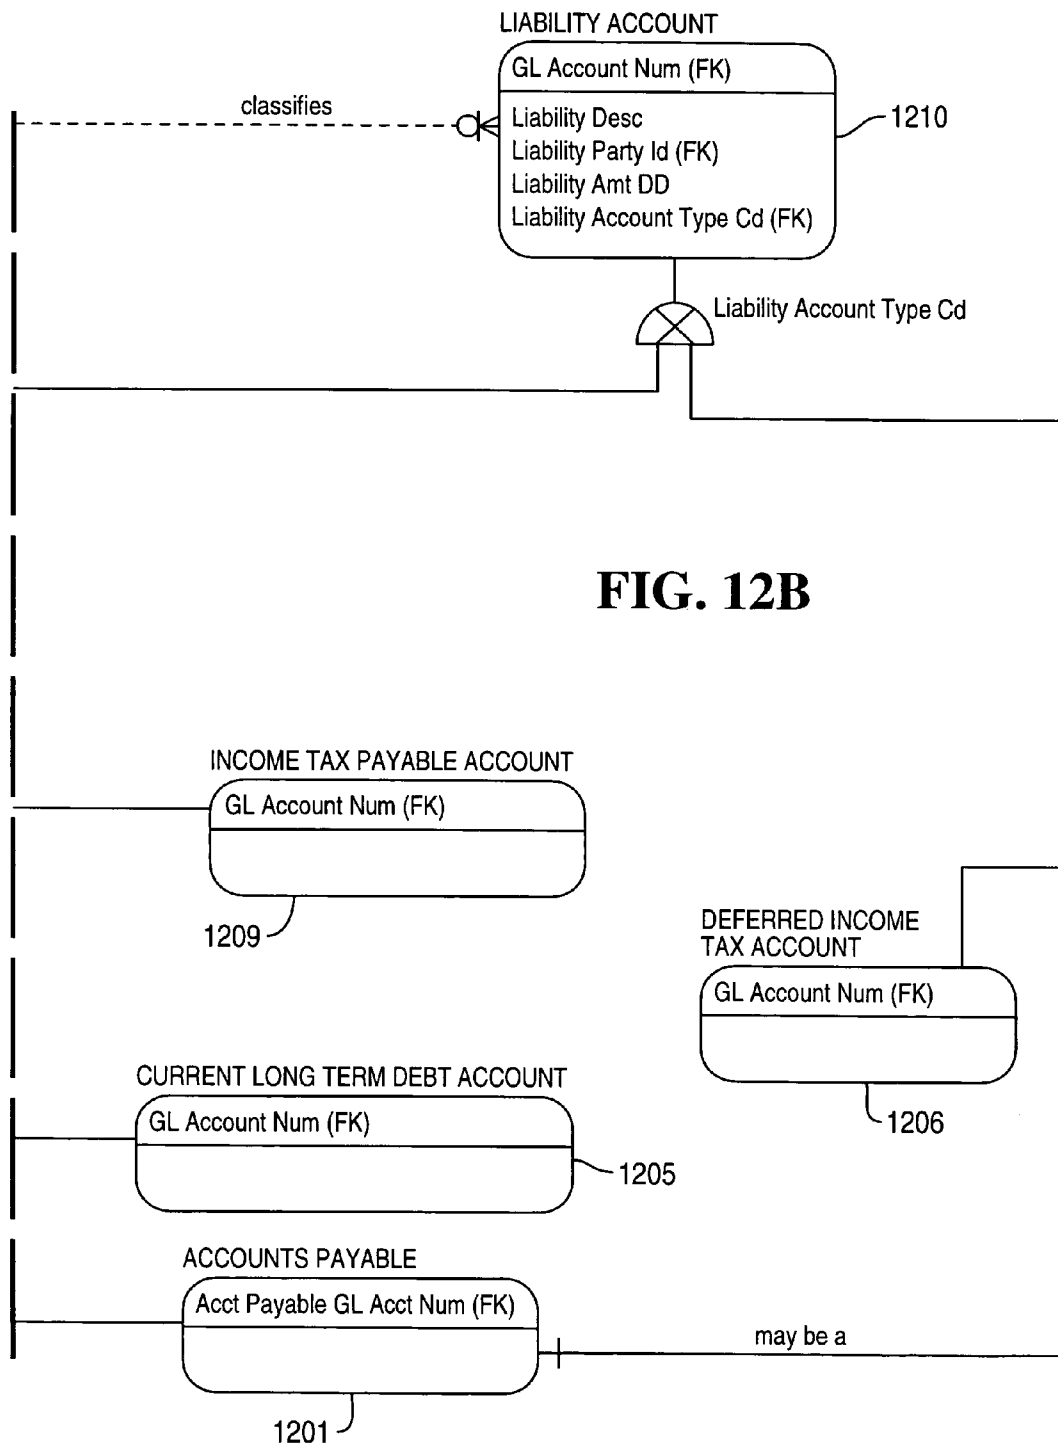 LIABILITY ACCOUNT
GL Account Num (FK)
classifies
Liability Desc
Liability Party Id (FK)
Liability Amt DD
Liability Account Type Cd (FK)
1210
Liability Account Type Cd
FIG. 12B
INCOME TAX PAYABLE ACCOUNT
GL Account Num (FK)
1209
DEFERRED INCOME
TAX ACCOUNT
GL Account Num (FK)
1206
CURRENT LONG TERM DEBT ACCOUNT
GL Account Num (FK)
1205
ACCOUNTS PAYABLE
Acct Payable GL Acct Num (FK)
may be a
1201